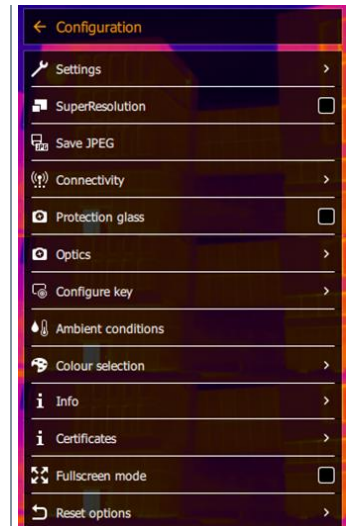 Configuration
Settings
SuperResolution
Save JPEG
Connectivity
Protection glass
Optics
Configure key
Ambient conditions
Colour selection
Info
Certificates
Fullscreen mode
Reset options